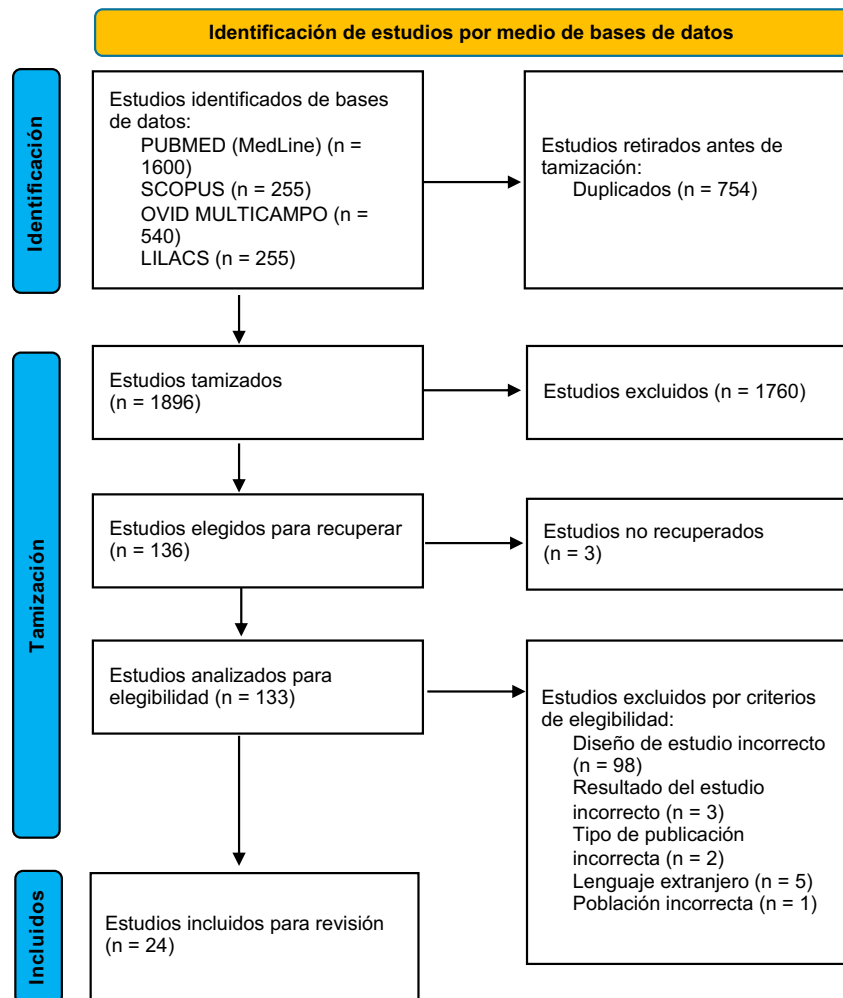 Identificación de estudios por medio de bases de datos
Identificación
Estudios identificados de bases
de datos:
PUBMED (MedLine) (n =
1600)
SCOPUS (n = 255)
OVID MULTICAMPO (n =
540)
LILACS (n = 255)
Estudios retirados antes de
tamización:
Duplicados (n = 754)
Tamización
Estudios tamizados
(n = 1896)
Estudios excluidos (n = 1760)
Estudios elegidos para recuperar
(n = 136)
Estudios no recuperados
(n = 3)
Estudios analizados para
elegibilidad (n = 133)
Estudios excluidos por criterios
de elegibilidad:
Diseño de estudio incorrecto
(n = 98)
Resultado del estudio
incorrecto (n = 3)
Tipo de publicación
incorrecta (n = 2)
Lenguaje extranjero (n = 5)
Población incorrecta (n = 1)
Incluidos
Estudios incluidos para revisión
(n = 24)